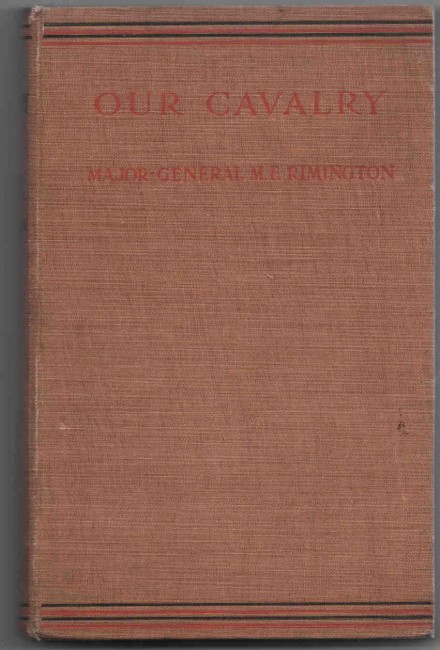 OUR CAVALRY
MAJOR-GENERAL M. F. RIMINGTON